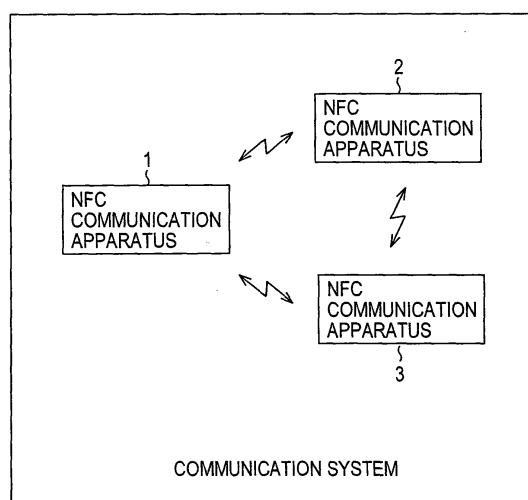 2
NFC
COMMUNICATION
APPARATUS
1
NFC
COMMUNICATION
APPARATUS
NFC
COMMUNICATION
APPARATUS
3
COMMUNICATION SYSTEM